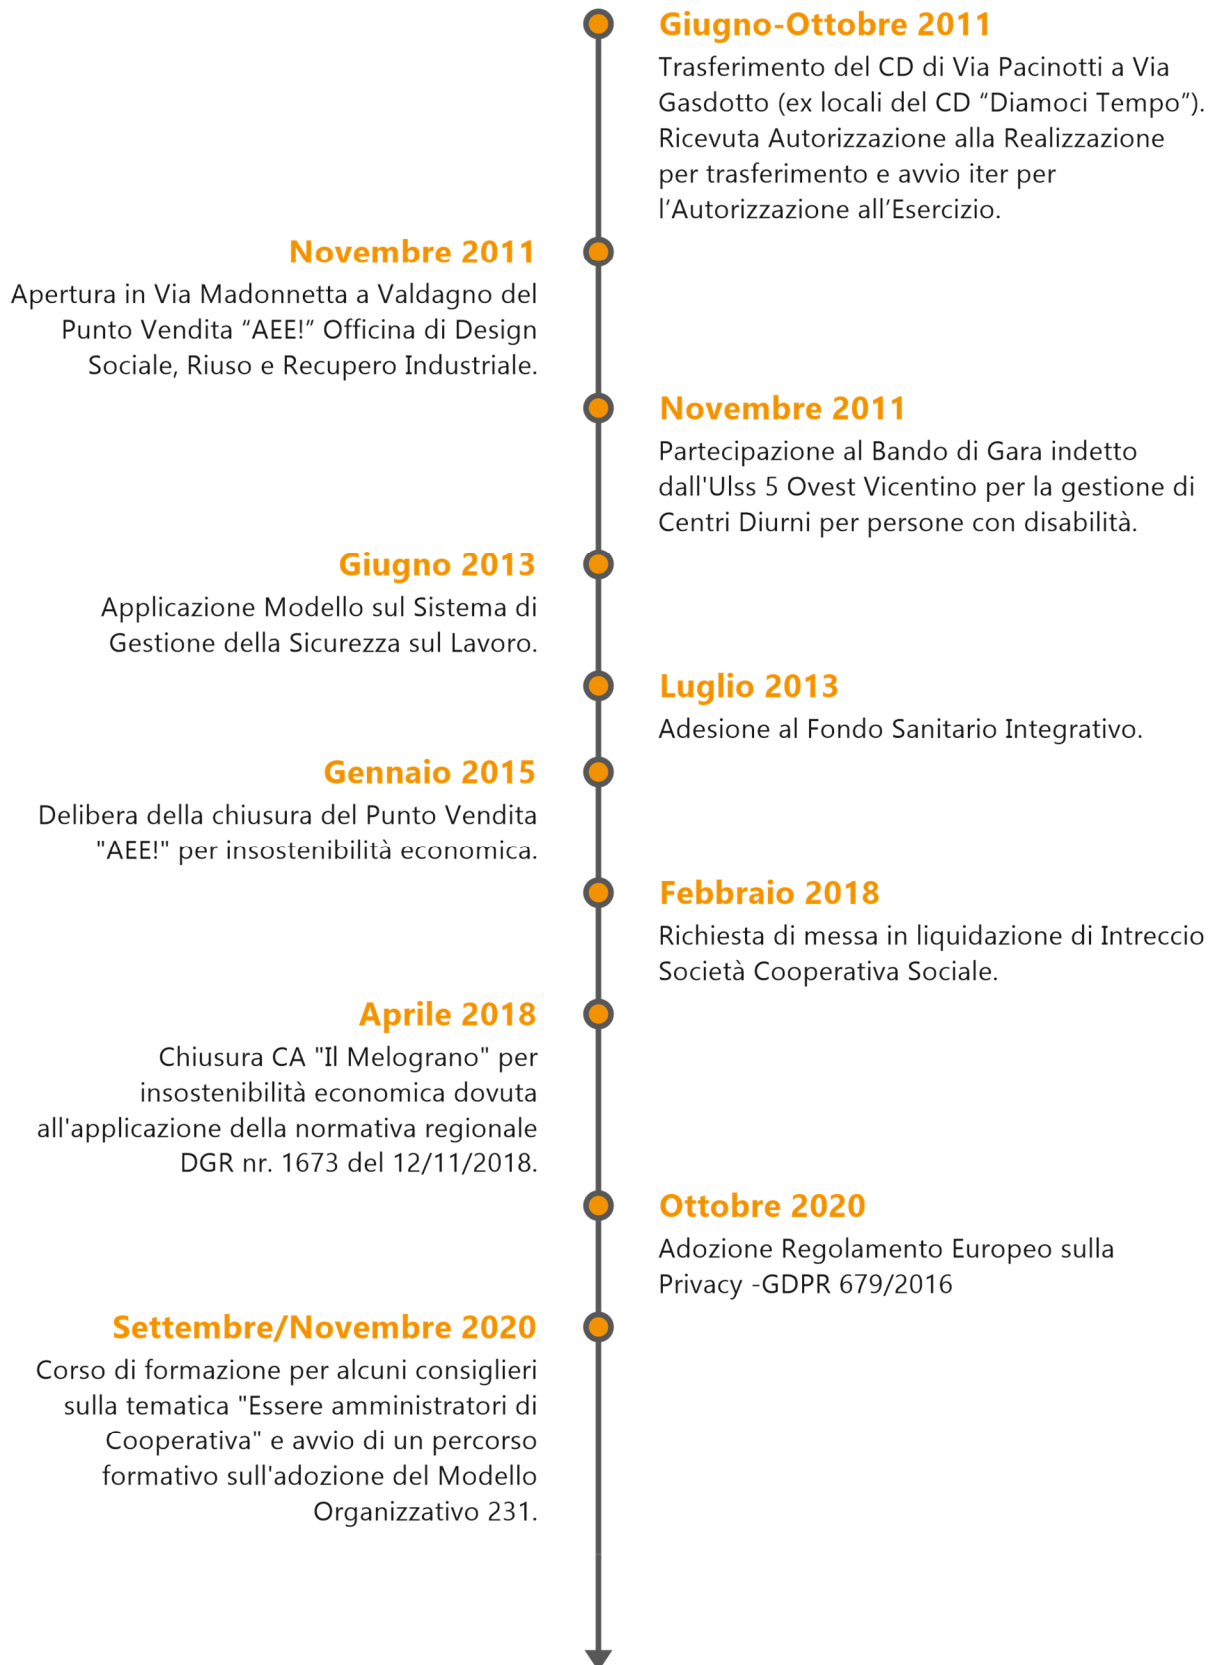 Giugno-Ottobre 2011
Trasferimento del CD di Via Pacinotti a Via
Gasdotto (ex locali del CD “Diamoci Tempo”).
Ricevuta Autorizzazione alla Realizzazione
per trasferimento e avvio iter per
l’Autorizzazione all’Esercizio.
Novembre 2011
Apertura in Via Madonnetta a Valdagno del
Punto Vendita “AEE!” Officina di Design
Sociale, Riuso e Recupero Industriale.
Novembre 2011
Partecipazione al Bando di Gara indetto
dall'Ulss 5 Ovest Vicentino per la gestione di
Centri Diurni per persone con disabilità.
Giugno 2013
Applicazione Modello sul Sistema di
Gestione della Sicurezza sul Lavoro.
Luglio 2013
Adesione al Fondo Sanitario Integrativo.
Gennaio 2015
Delibera della chiusura del Punto Vendita
"AEE!" per insostenibilità economica.
Febbraio 2018
Richiesta di messa in liquidazione di Intreccio
Società Cooperativa Sociale.
Aprile 2018
Chiusura CA "Il Melograno" per
insostenibilità economica dovuta
all'applicazione della normativa regionale
DGR nr. 1673 del 12/11/2018.
Ottobre 2020
Adozione Regolamento Europeo sulla
Privacy -GDPR 679/2016
Settembre/Novembre 2020
Corso di formazione per alcuni consiglieri
sulla tematica "Essere amministratori di
Cooperativa" e avvio di un percorso
formativo sull'adozione del Modello
Organizzativo 231.